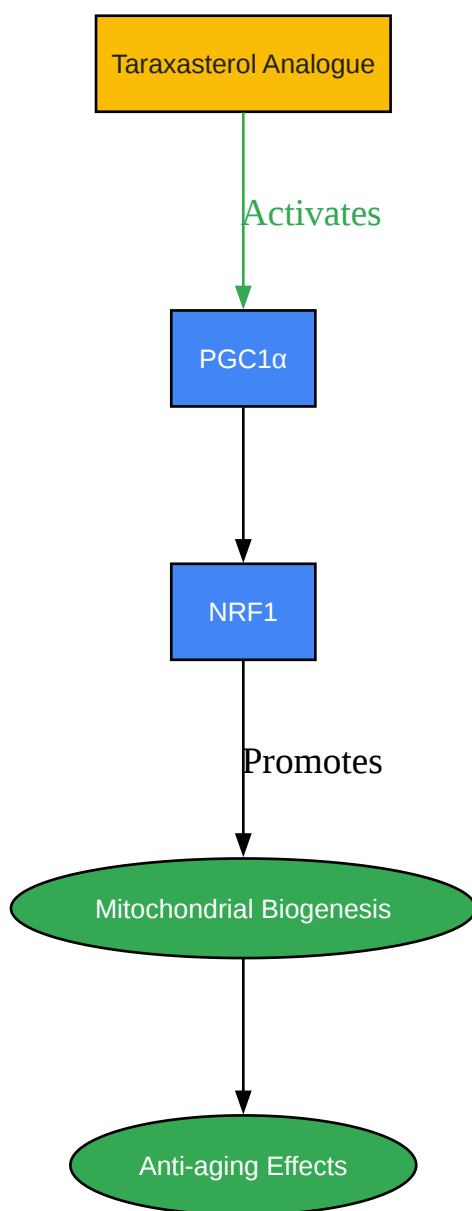 Taraxasterol Analogue
Activates
PGC1α
NRF1
Promotes
Mitochondrial Biogenesis
Anti-aging Effects